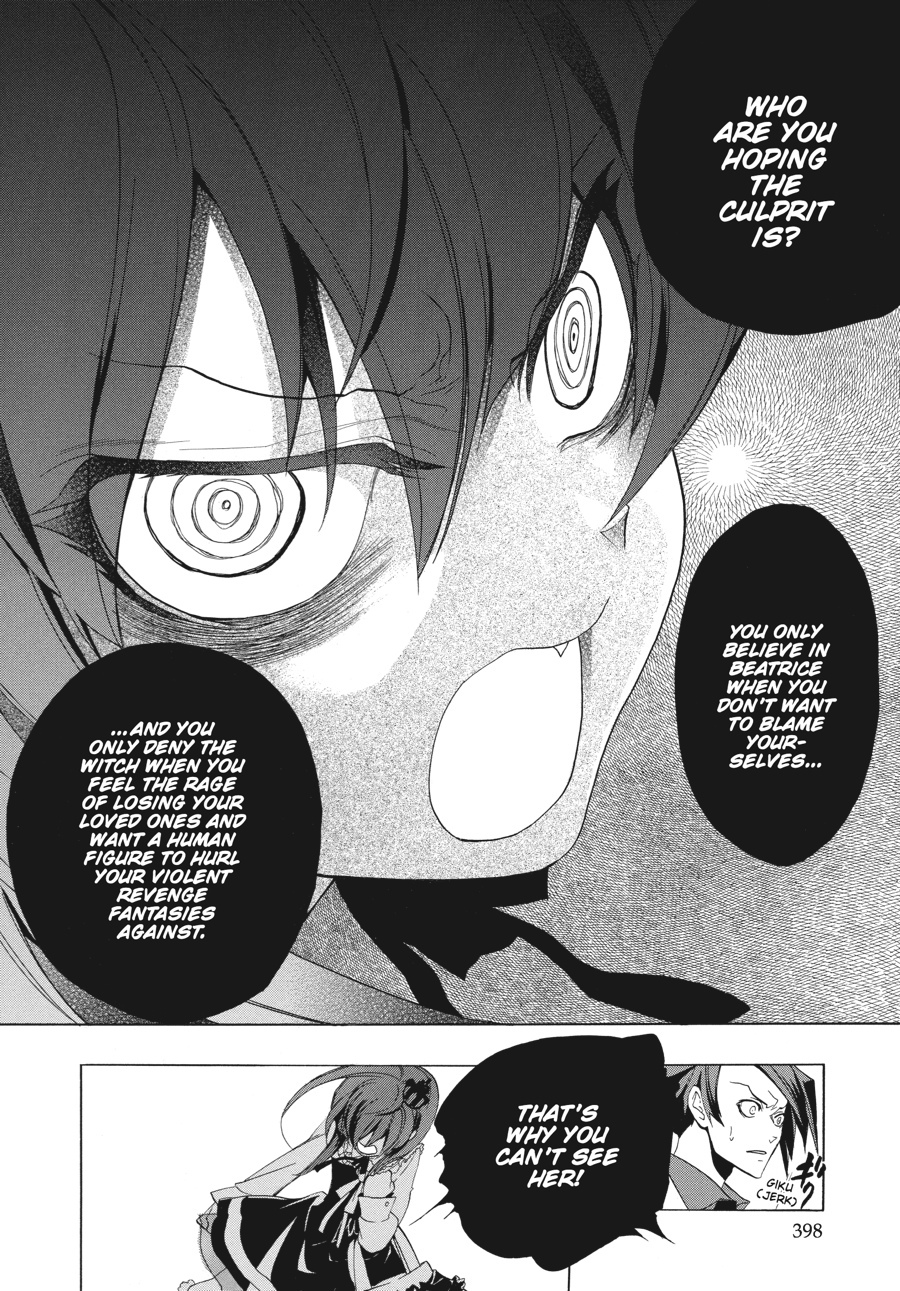 WHO
ARE YOU
HOPING
THE
CULPRIT
IS?
YOU ONLY
BELIEVE IN
BEATRICE
WHEN YOU
DON'T WANT
TO BLAME
YOUR-
SELVES...
...AND YOU
ONLY DENY THE
WITCH WHEN YOU
FEEL THE RAGE
OF LOSING YOUR
LOVED ONES AND
WANT A HUMAN
FIGURE TO HURL
YOUR VIOLENT
REVENGE
FANTASIES
AGAINST.
THAT'S
WHY YOU
CAN'T SEE
HER!
ギク
GIKU
(JERK)
398